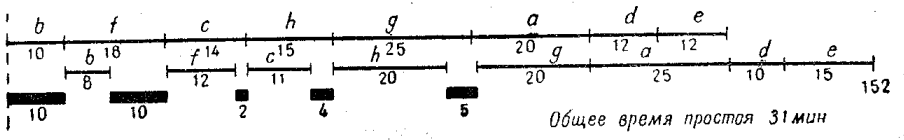 b f c h g a d e
10 18 14 15 25 20 12 12
b f c h g a d e
8 12 11 20 20 25 10 15 152
10 10 2 4 5
Общее время простоя 31 мин